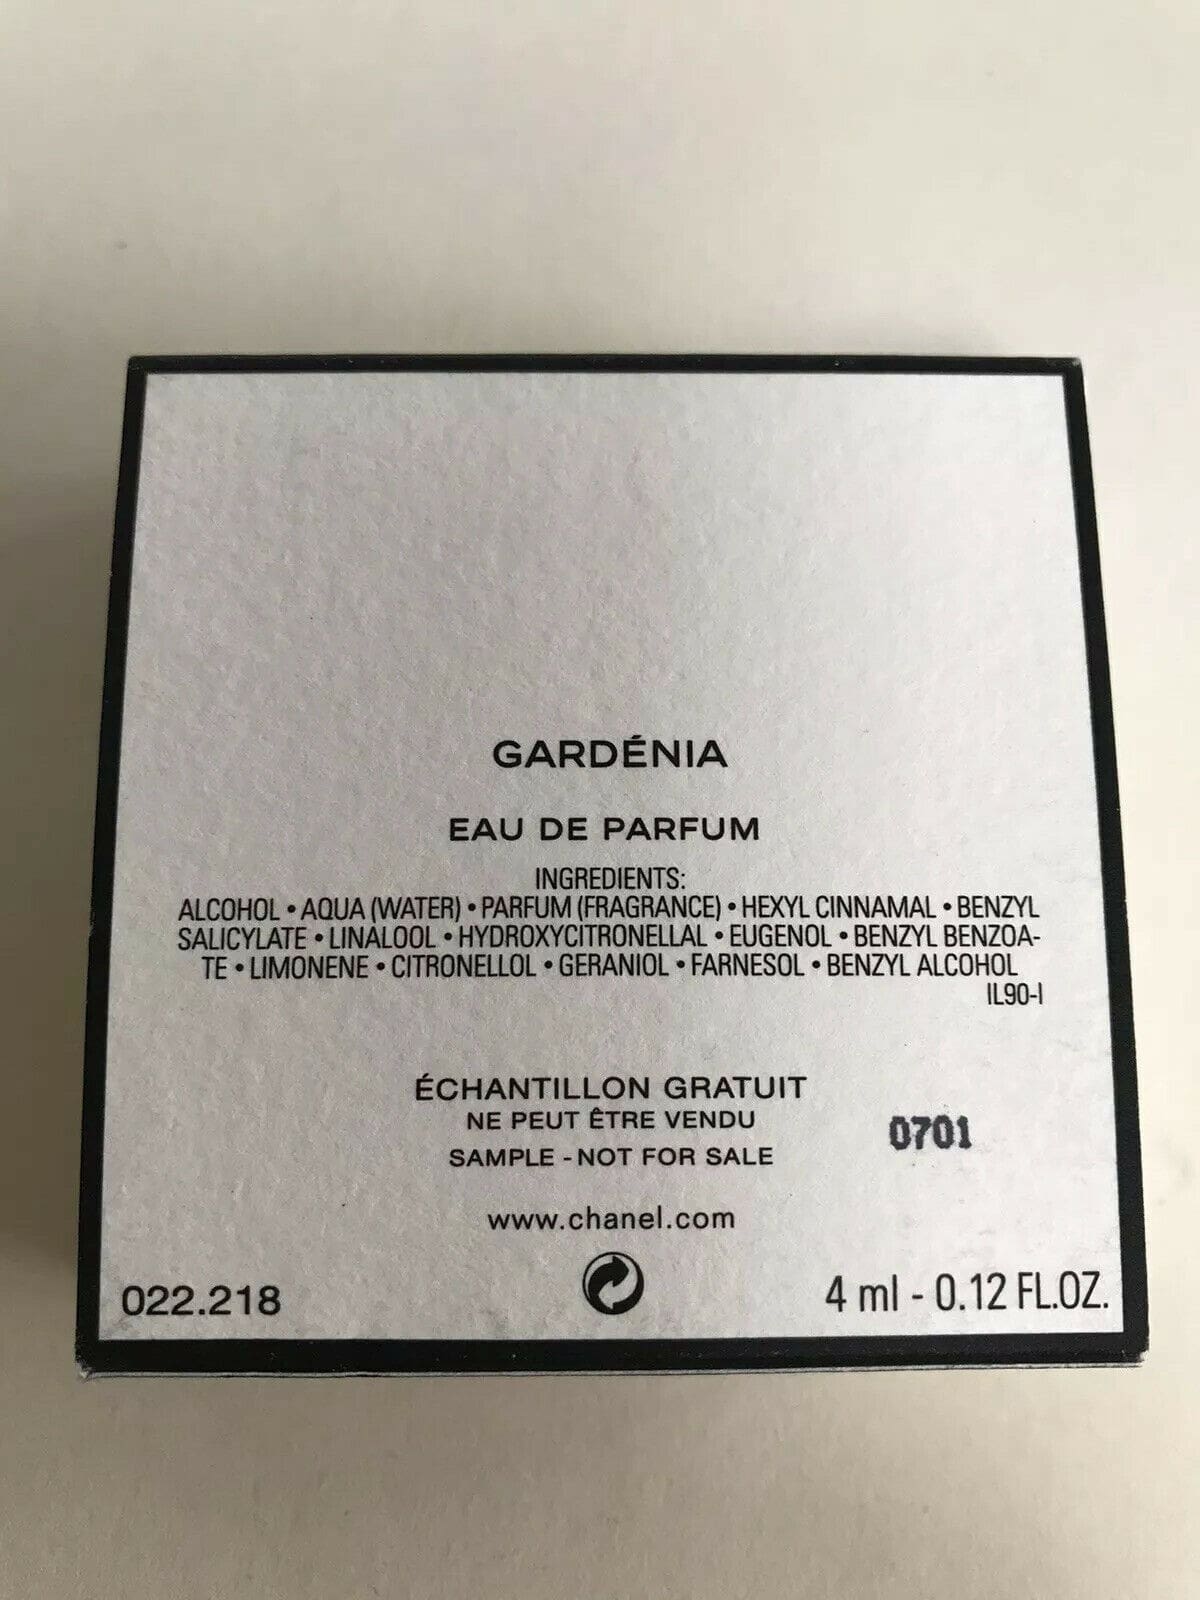 GARDÉNIA
EAU DE PARFUM
INGREDIENTS:
ALCOHOL • AQUA (WATER) • PARFUM (FRAGRANCE) • HEXYL CINNAMAL • BENZYL
SALICYLATE • LINALOOL • HYDROXYCITRONELLAL • EUGENOL • BENZYL BENZOA-
TE • LIMONENE • CITRONELLOL • GERANIOL • FARNESOL • BENZYL ALCOHOL
IL90-I
ÉCHANTILLON GRATUIT
NE PEUT ÊTRE VENDU
SAMPLE - NOT FOR SALE
0701
www.chanel.com
022.218
4 ml - 0.12 FL.OZ.